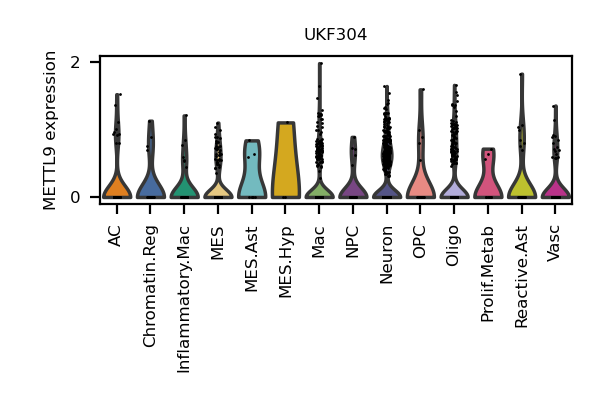 UKF304
METTL9 expression
2
0
AC
Chromatin.Reg
Inflammatory.Mac
MES
MES.Ast
MES.Hyp
Mac
NPC
Neuron
OPC
Oligo
Prolif.Metab
Reactive.Ast
Vasc